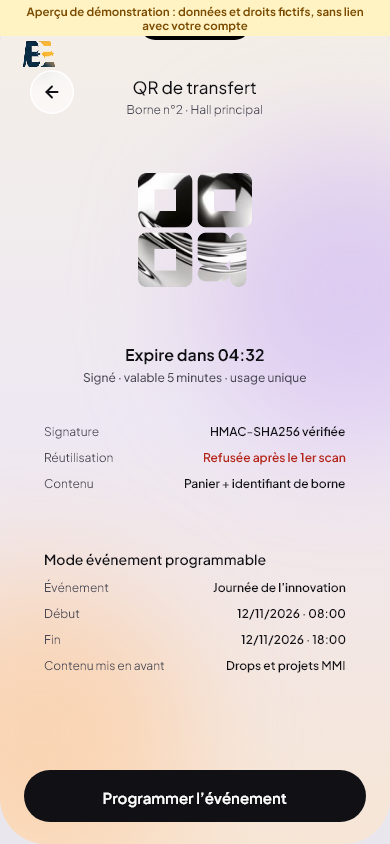 Aperçu de démonstration : données et droits fictifs, sans lien
avec votre compte
QR de transfert
Borne n°2 · Hall principal
Expire dans 04:32
Signé · valable 5 minutes · usage unique
Signature HMAC-SHA256 vérifiée
Réutilisation Refusée après le 1er scan
Contenu Panier + identifiant de borne
Mode événement programmable
Événement Journée de l'innovation
Début 12/11/2026 · 08:00
Fin 12/11/2026 · 18:00
Contenu mis en avant Drops et projets MMI
Programmer l'événement